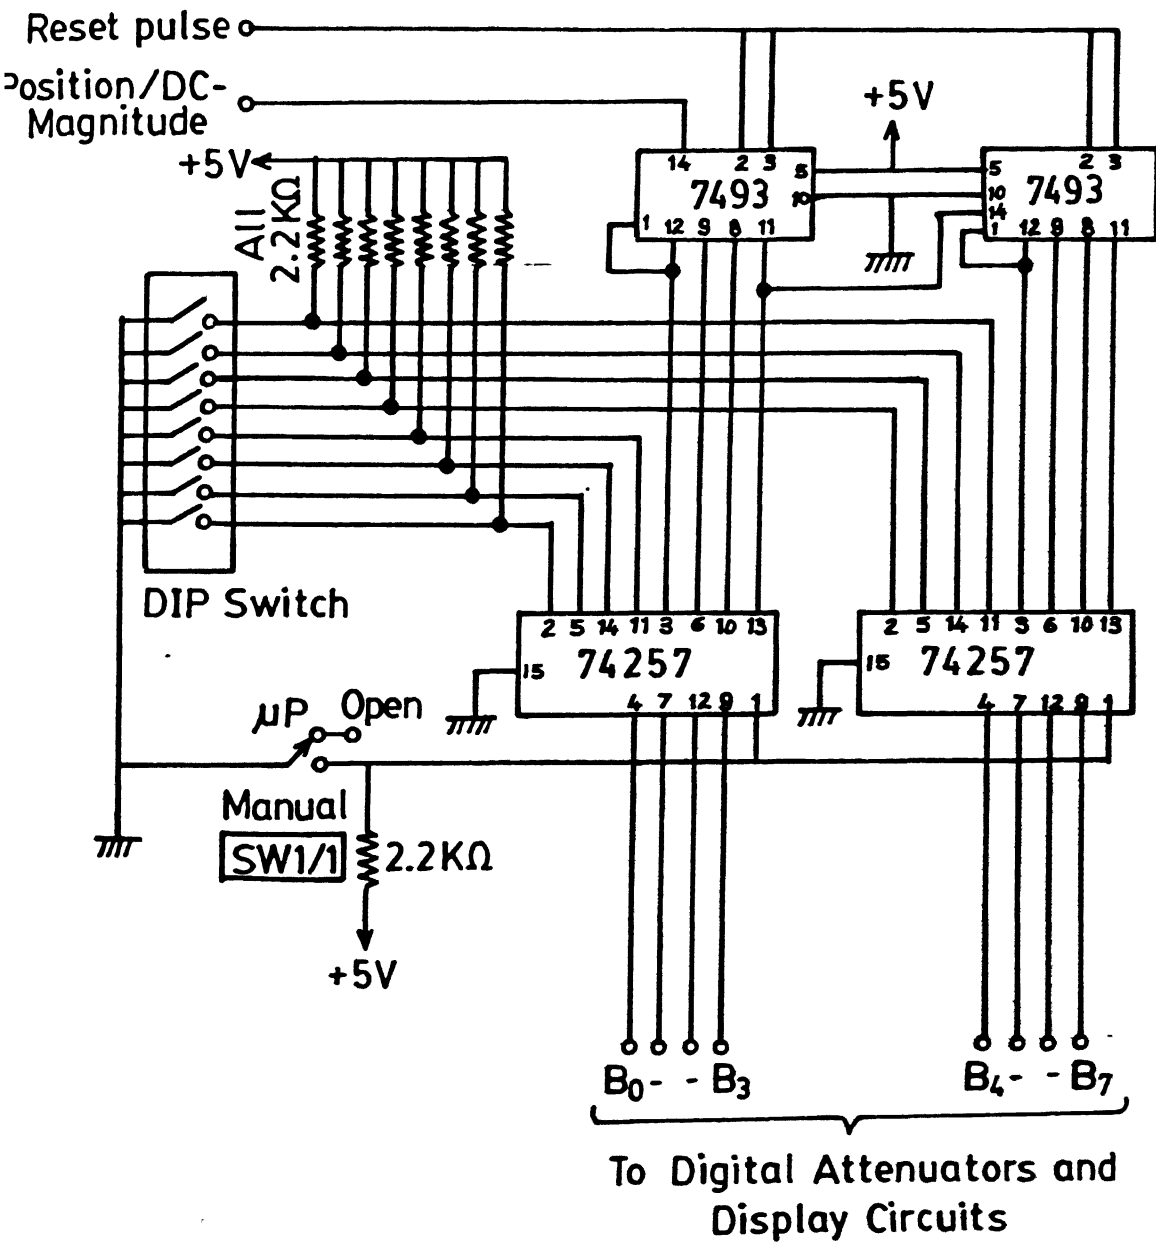 Reset pulse
Position/DC-
Magnitude
+5V
+5V
All
2.2KΩ
14 2 3 5
7493
10
1 12 9 8 11
2 3
5
7493
10
14
1 12 9 8 11
DIP Switch
2 5 14 11 3 6 10 13
15 74257
4 7 12 9 1
2 5 14 11 3 6 10 13
15 74257
4 7 12 9 1
μP Open
Manual
SW1/1 2.2KΩ
+5V
B0- - B3
B4- - B7
To Digital Attenuators and
Display Circuits